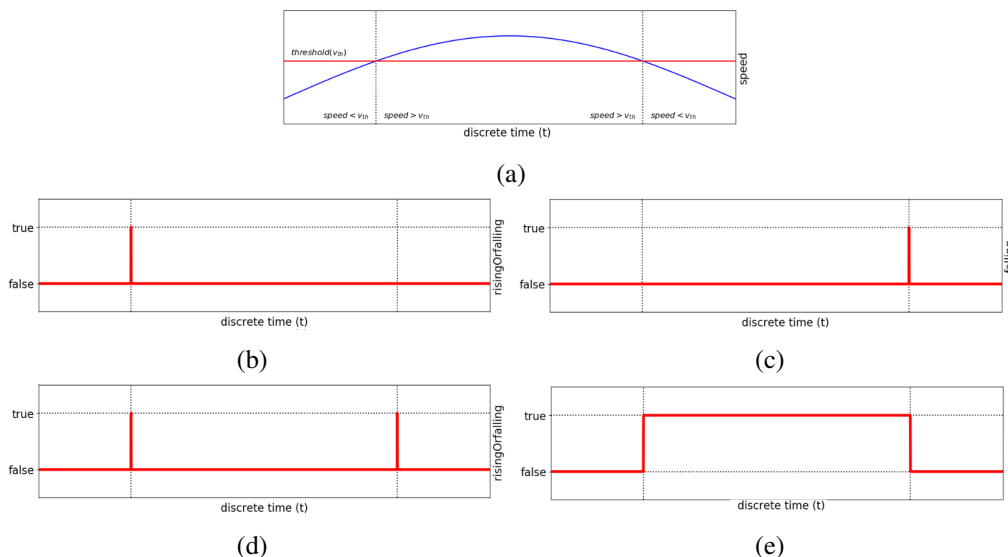 threshold(v_th)
speed
speed < v_th
speed > v_th
speed > v_th
speed < v_th
discrete time (t)
(a)
true
false
risingOrfalling
discrete time (t)
(b)
true
false
discrete time (t)
(c)
true
false
risingOrfalling
discrete time (t)
(d)
true
false
discrete time (t)
(e)